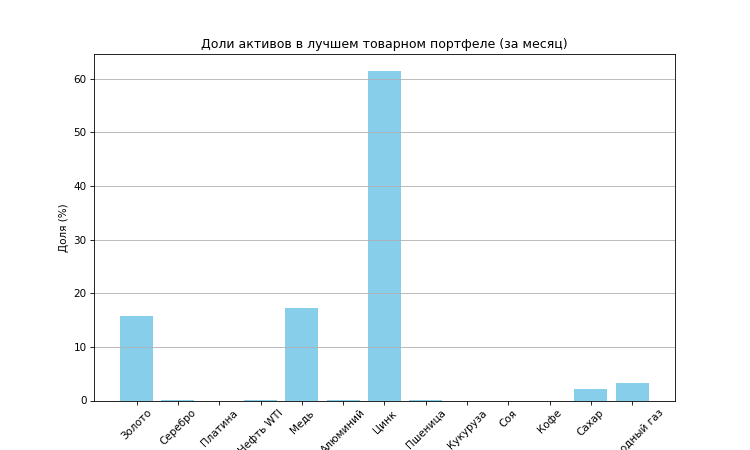 Доли активов в лучшем товарном портфеле (за месяц)
Доля (%)
60
50
40
30
20
10
0
Золото
Серебро
Платина
Нефть WTI
Медь
Алюминий
Цинк
Пшеница
Кукуруза
Соя
Кофе
Сахар
одный газ